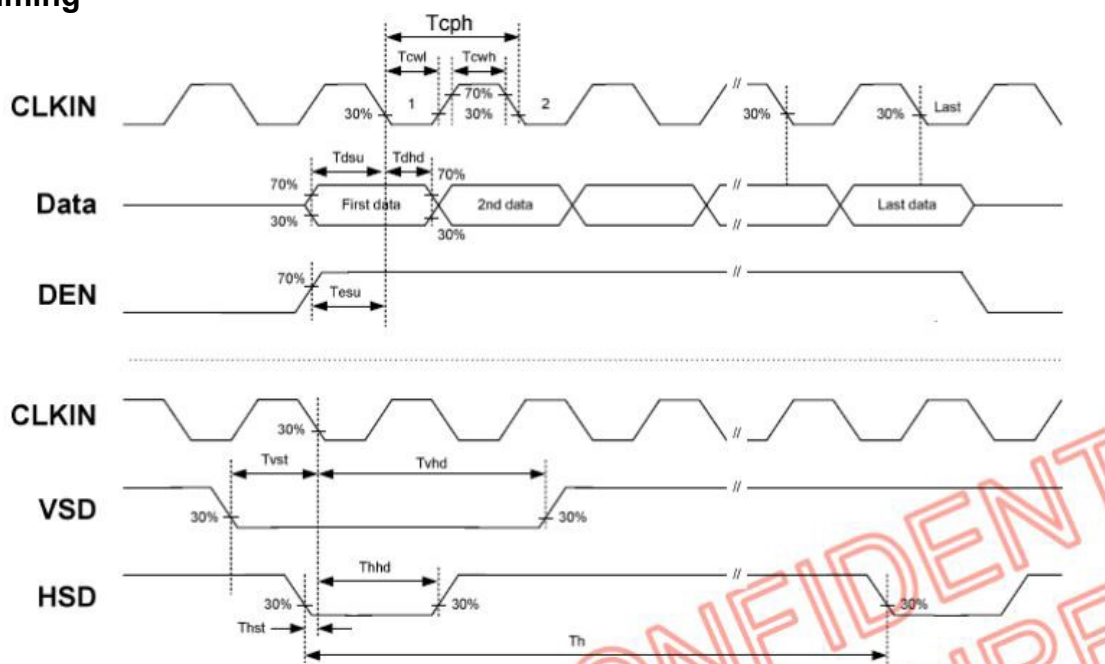 Tcph
Tcwl Tcwh
CLKIN 30% 1 70% 30% 2 // 30% 30% Last
Tdsu Tdhd
70% 70%
Data First data 2nd data // Last data
30% 30% //
DEN 70% Tesu //
CLKIN 30% //
Tvst Tvhd
VSD 30% 30% //
Thhd
HSD 30% 30% // 30%
Thst
Th